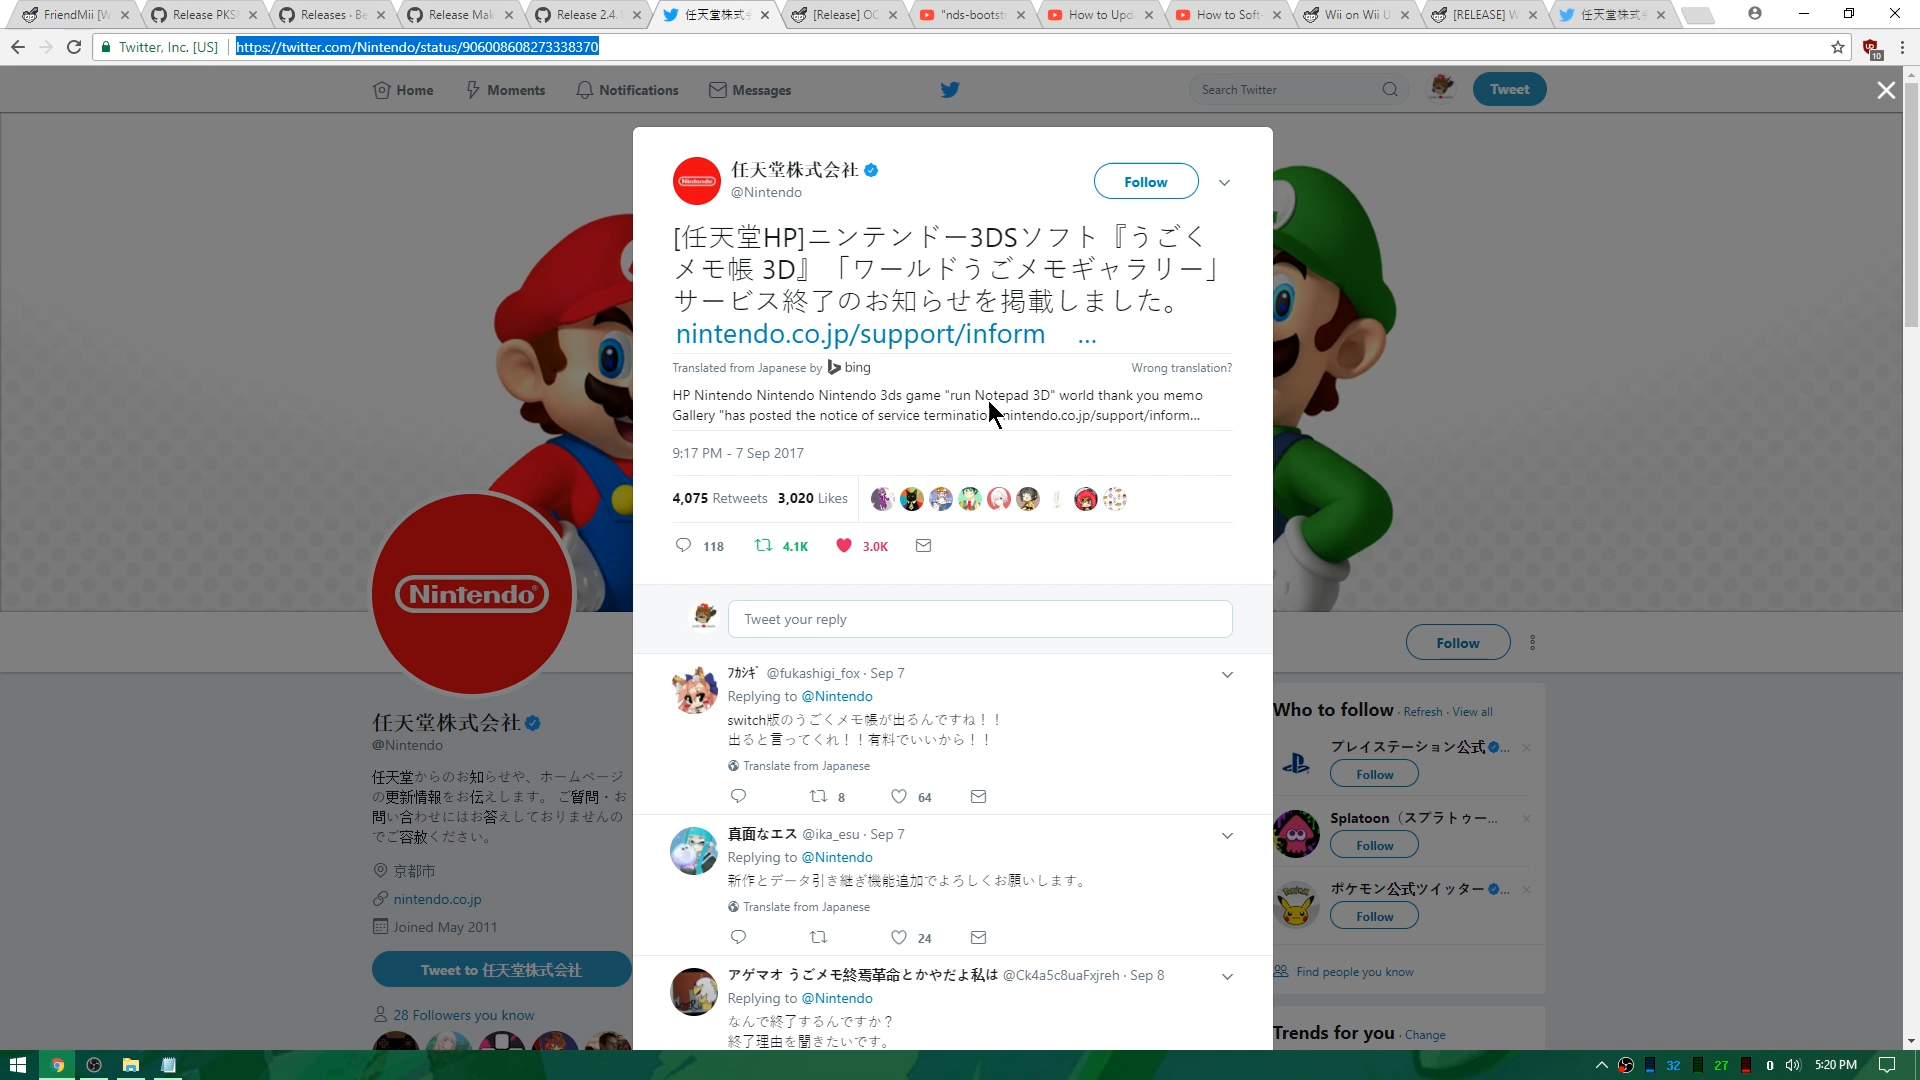 FriendMii [W
Release PKS
Releases · Be
Release Mak
Release 2.4.1
任天堂株式会
[Release] OC
"nds-bootstr
How to Upd
How to Soft-
Wii on Wii U
[RELEASE] W
任天堂株式会
Twitter, Inc. [US]
https://twitter.com/Nintendo/status/906008608273338370
10
Home
Moments
Notifications
Messages
Search Twitter
Tweet
任天堂株式会社
Follow
@Nintendo
[任天堂HP]ニンテンドー3DSソフト『うごく
メモ帳 3D』「ワールドうごメモギャラリー」
サービス終了のお知らせを掲載しました。
nintendo.co.jp/support/inform ...
Translated from Japanese by bing
Wrong translation?
HP Nintendo Nintendo Nintendo 3ds game "run Notepad 3D" world thank you memo
Gallery "has posted the notice of service terminatio nintendo.co.jp/support/inform...
9:17 PM - 7 Sep 2017
4,075 Retweets 3,020 Likes
118 4.1K 3.0K
Tweet your reply
ﾌｶｼｷﾞ @fukashigi_fox · Sep 7
Replying to @Nintendo
switch版のうごくメモ帳が出るんですね！！
出ると言ってくれ！！有料でいいから！！
Translate from Japanese
8 64
真面なエス @ika_esu · Sep 7
Replying to @Nintendo
新作とデータ引き継ぎ機能追加でよろしくお願いします。
Translate from Japanese
24
アゲマオ うごメモ終焉革命とかやだよ私は @Ck4a5c8uaFxjreh · Sep 8
Replying to @Nintendo
なんで終了するんですか？
終了理由を聞きたいです。
Nintendo
任天堂株式会社
@Nintendo
任天堂からのお知らせや、ホームページ
の更新情報をお伝えします。 ご質問・お
問い合わせにはお答えしておりませんの
でご容赦ください。
京都市
nintendo.co.jp
Joined May 2011
Tweet to 任天堂株式会社
28 Followers you know
Follow
Who to follow · Refresh · View all
プレイステーション公式 ...
Follow
Splatoon（スプラトゥー...
Follow
ポケモン公式ツイッター ...
Follow
Find people you know
Trends for you · Change
32 27 0 5:20 PM